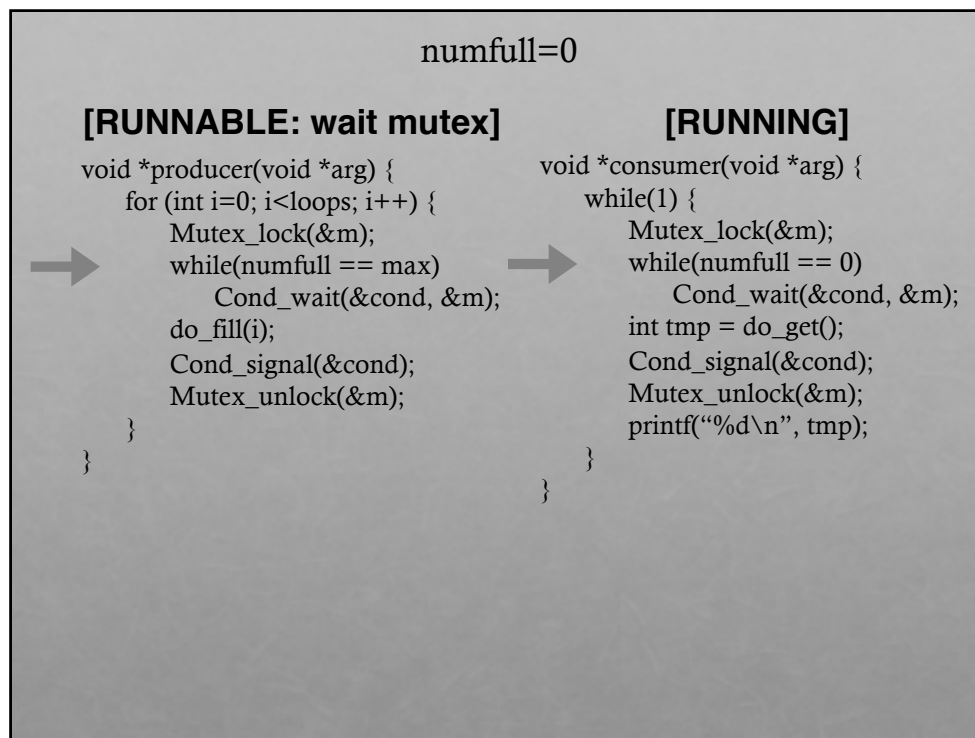 numfull=0
[RUNNABLE: wait mutex]
void *producer(void *arg) {
for (int i=0; i<loops; i++) {
Mutex_lock(&m);
while(numfull == max)
Cond_wait(&cond, &m);
do_fill(i);
Cond_signal(&cond);
Mutex_unlock(&m);
}
}
[RUNNING]
void *consumer(void *arg) {
while(1) {
Mutex_lock(&m);
while(numfull == 0)
Cond_wait(&cond, &m);
int tmp = do_get();
Cond_signal(&cond);
Mutex_unlock(&m);
printf(“%d\n”, tmp);
}
}